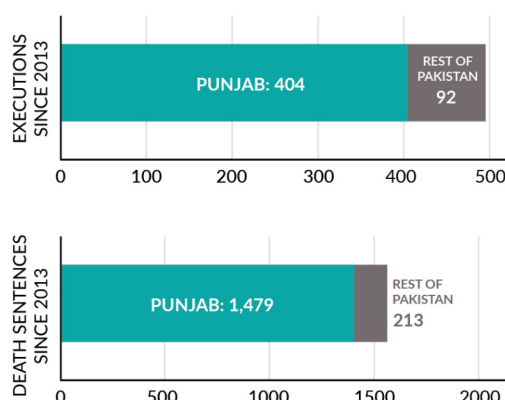 EXECUTIONS
SINCE 2013
PUNJAB: 404
REST OF
PAKISTAN
92
0 100 200 300 400 500
DEATH SENTENCES
SINCE 2013
PUNJAB: 1,479
REST OF
PAKISTAN
213
0 500 1000 1500 2000